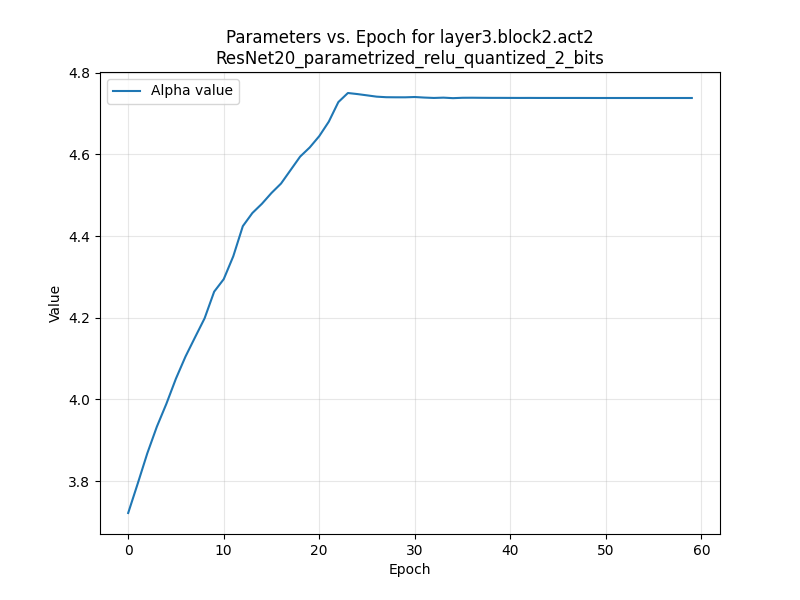 Parameters vs. Epoch for layer3.block2.act2
ResNet20_parametrized_relu_quantized_2_bits
Alpha value
4.8
4.6
4.4
4.2
4.0
3.8
Value
0 10 20 30 40 50 60
Epoch